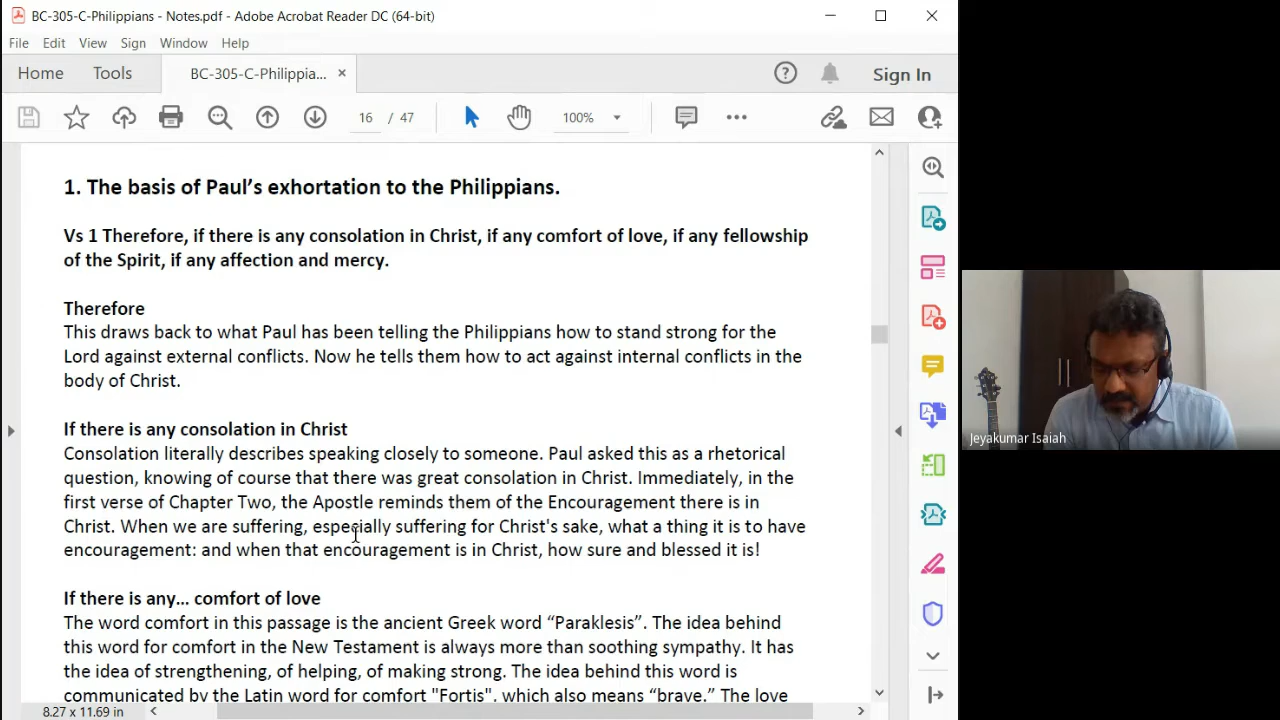 BC-305-C-Philippians - Notes.pdf - Adobe Acrobat Reader DC (64-bit)
File Edit View Sign Window Help
Home Tools BC-305-C-Philippia... × Sign In
16 / 47 100%
1. The basis of Paul’s exhortation to the Philippians.
Vs 1 Therefore, if there is any consolation in Christ, if any comfort of love, if any fellowship
of the Spirit, if any affection and mercy.
Therefore
This draws back to what Paul has been telling the Philippians how to stand strong for the
Lord against external conflicts. Now he tells them how to act against internal conflicts in the
body of Christ.
If there is any consolation in Christ
Consolation literally describes speaking closely to someone. Paul asked this as a rhetorical
question, knowing of course that there was great consolation in Christ. Immediately, in the
first verse of Chapter Two, the Apostle reminds them of the Encouragement there is in
Christ. When we are suffering, especially suffering for Christ's sake, what a thing it is to have
encouragement: and when that encouragement is in Christ, how sure and blessed it is!
If there is any… comfort of love
The word comfort in this passage is the ancient Greek word “Paraklesis”. The idea behind
this word for comfort in the New Testament is always more than soothing sympathy. It has
the idea of strengthening, of helping, of making strong. The idea behind this word is
communicated by the Latin word for comfort "Fortis", which also means “brave.” The love
8.27 x 11.69 in
Jeyakumar Isaiah